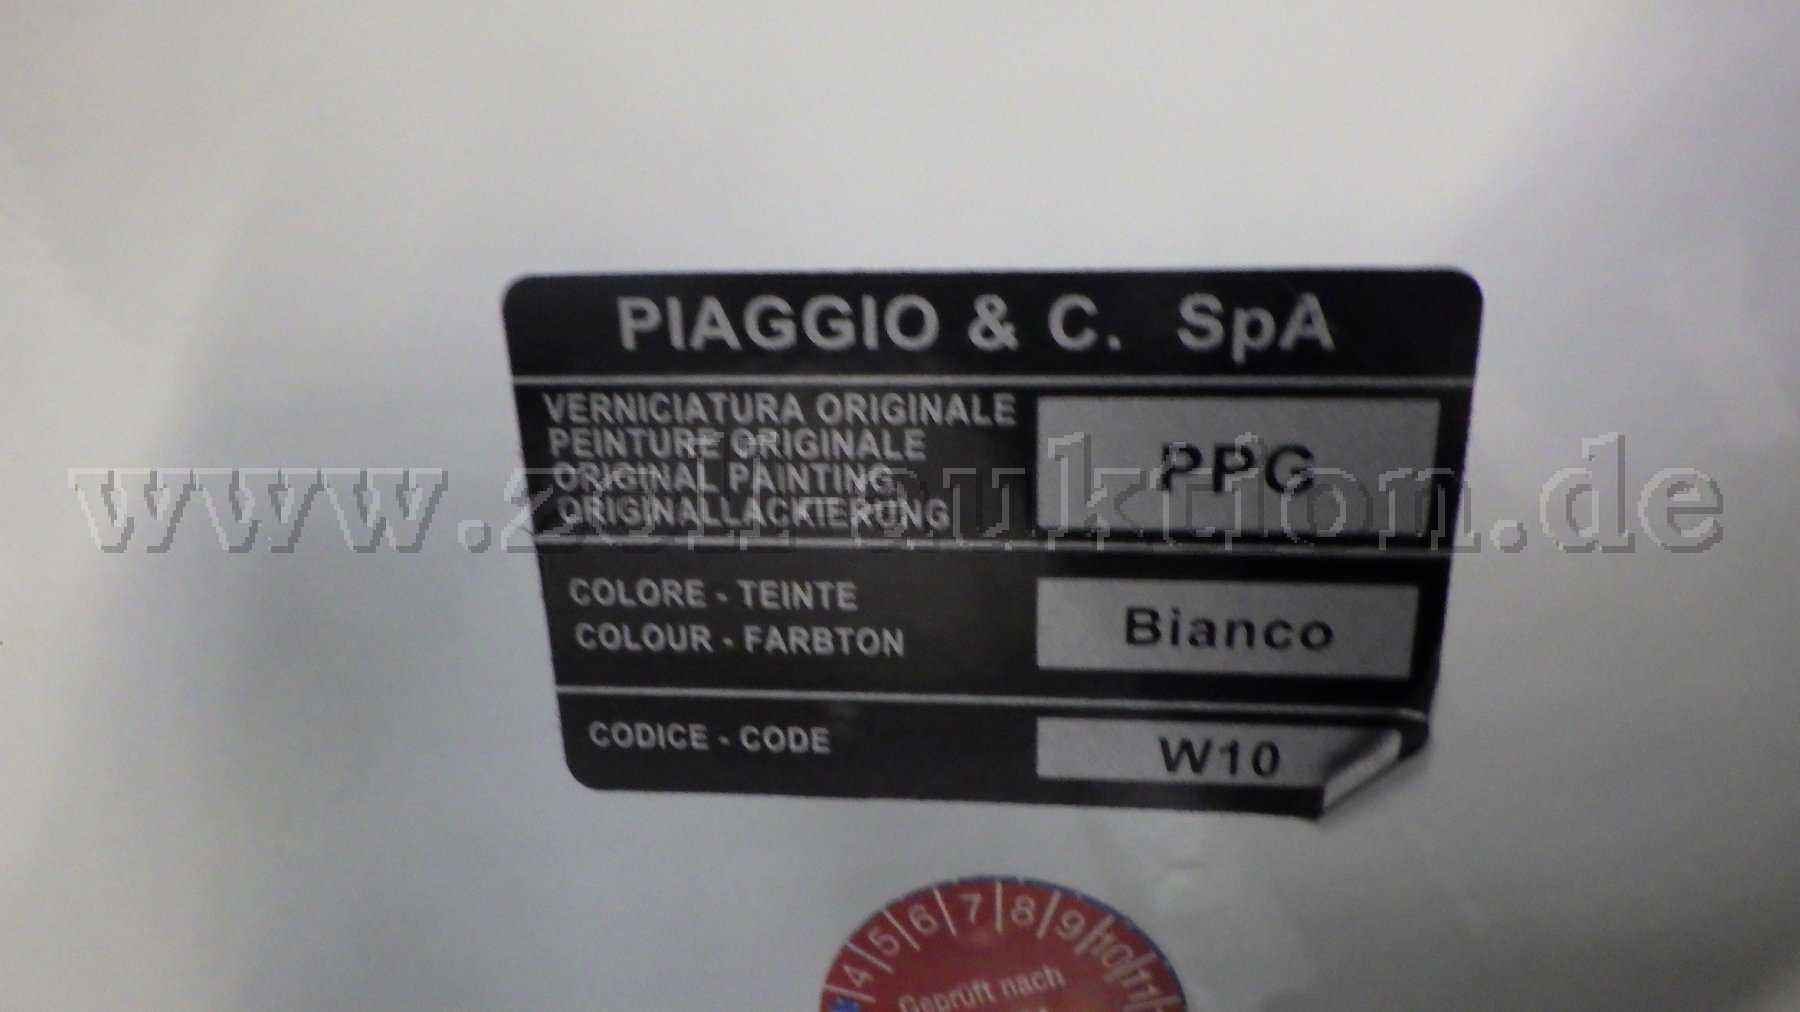 PIAGGIO & C. SpA
VERNICIATURA ORIGINALE
PEINTURE ORIGINALE
ORIGINAL PAINTING
ORIGINALLACKIERUNG
PPG
www.zoll-auktion.de
COLORE - TEINTE
COLOUR - FARBTON
Bianco
CODICE - CODE
W10
4 5 6 7 8 9 10 11
Geprüft nach